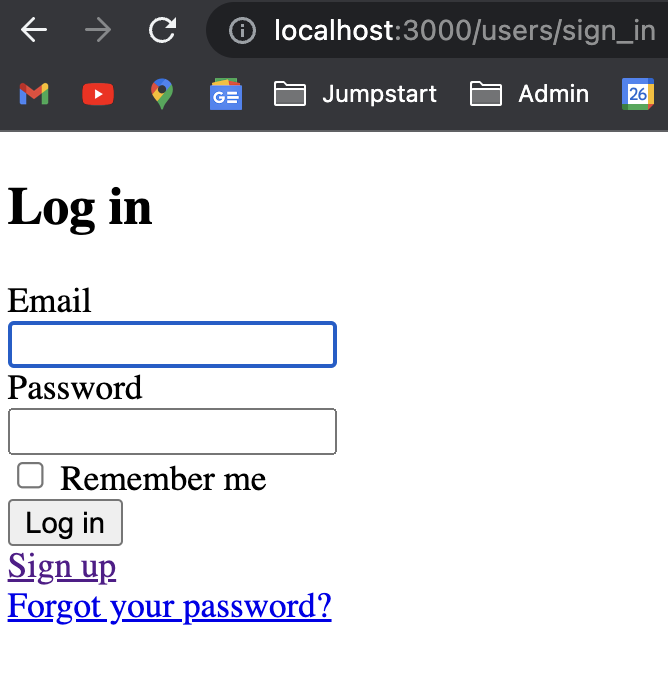 localhost:3000/users/sign_in
Jumpstart Admin 26
Log in
Email
Password
Remember me
Log in
Sign up
Forgot your password?